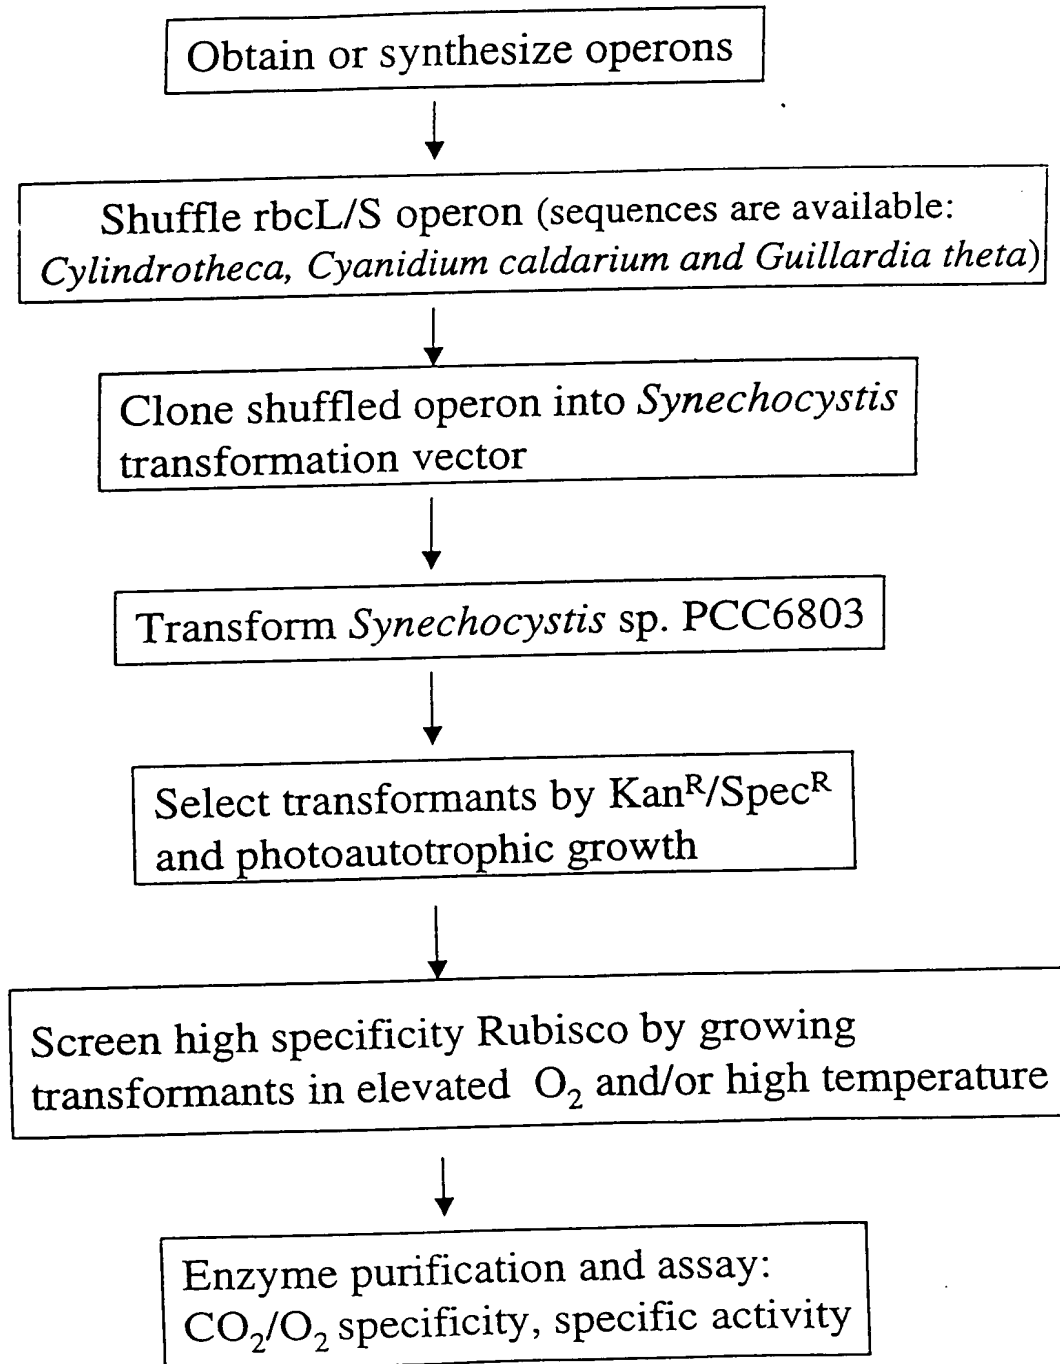 Obtain or synthesize operons
Shuffle rbcL/S operon (sequences are available:
Cylindrotheca, Cyanidium caldarium and Guillardia theta)
Clone shuffled operon into Synechocystis
transformation vector
Transform Synechocystis sp. PCC6803
Select transformants by Kanᴿ/Specᴿ
and photoautotrophic growth
Screen high specificity Rubisco by growing
transformants in elevated O₂ and/or high temperature
Enzyme purification and assay:
CO₂/O₂ specificity, specific activity